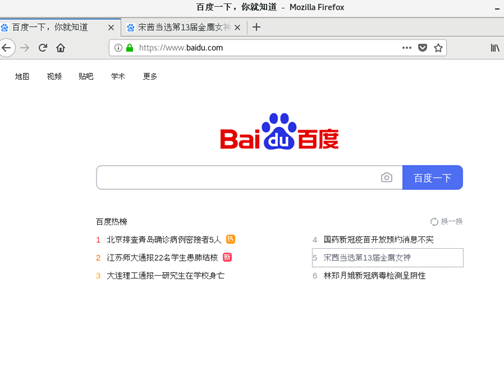 百度一下，你就知道 - Mozilla Firefox
百度一下，你就知道
宋茜当选第13届金鹰女神
https://www.baidu.com
地图 视频 贴吧 学术 更多
Bai du 百度
百度一下
百度热榜 换一换
1 北京排查青岛确诊病例密接者5人 热
4 国药新冠疫苗开放预约消息不实
2 江苏师大通报22名学生患肺结核
5 宋茜当选第13届金鹰女神
3 大连理工通报一研究生在学校身亡
6 林郑月娥新冠病毒检测呈阴性